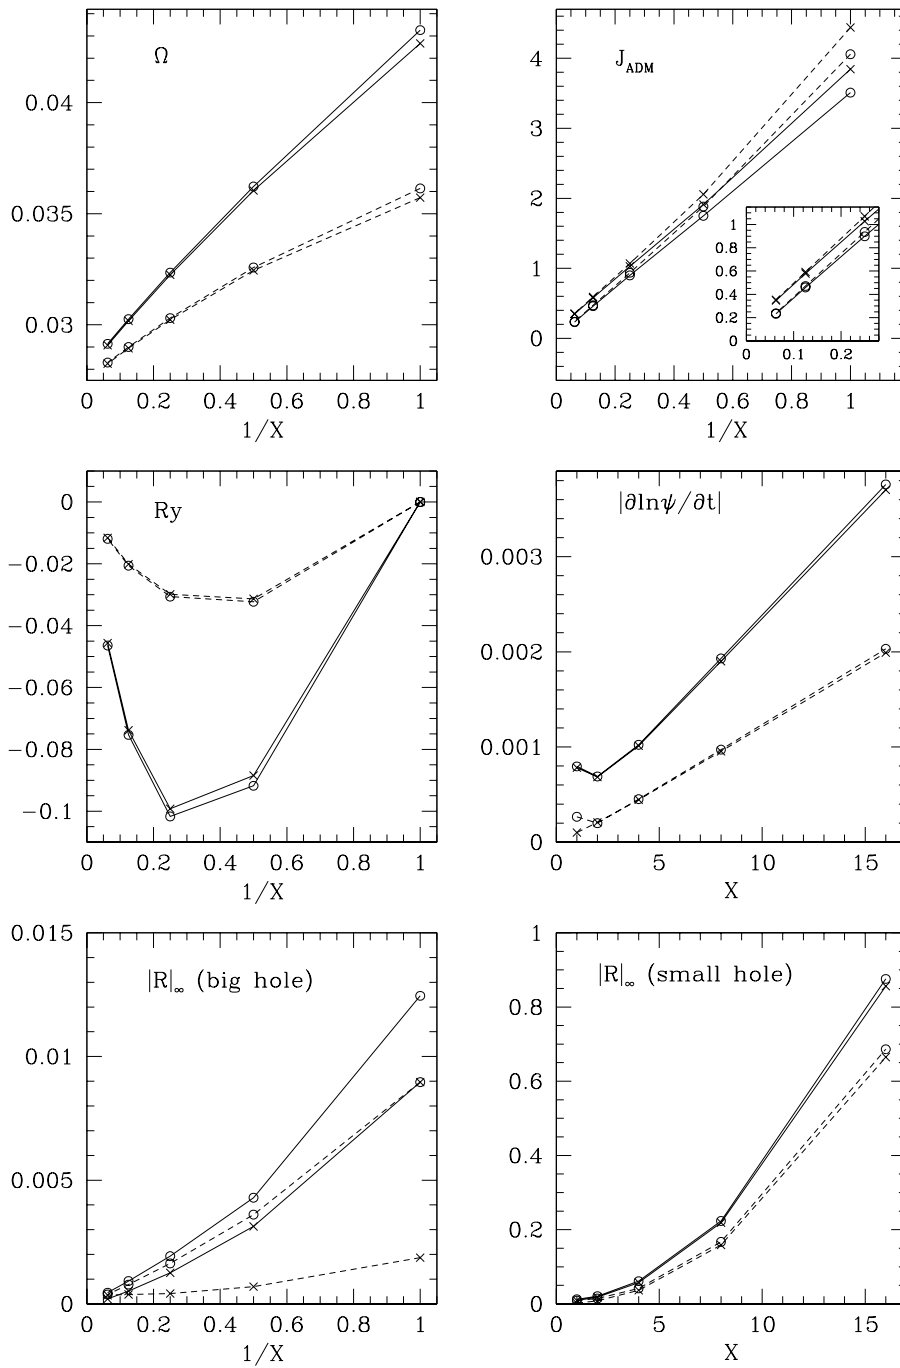 Ω
0.04
0.035
0.03
0 0.2 0.4 0.6 0.8 1
1/X
J_ADM
4
3
2
1
0
1
0.8
0.6
0.4
0.2
0
0 0.1 0.2
0 0.2 0.4 0.6 0.8 1
1/X
Ry
0
−0.02
−0.04
−0.06
−0.08
−0.1
0 0.2 0.4 0.6 0.8 1
1/X
|∂lnψ/∂t|
0.003
0.002
0.001
0
0 5 10 15
X
0.015
|R|∞ (big hole)
0.01
0.005
0
0 0.2 0.4 0.6 0.8 1
1/X
1
|R|∞ (small hole)
0.8
0.6
0.4
0.2
0
0 5 10 15
X